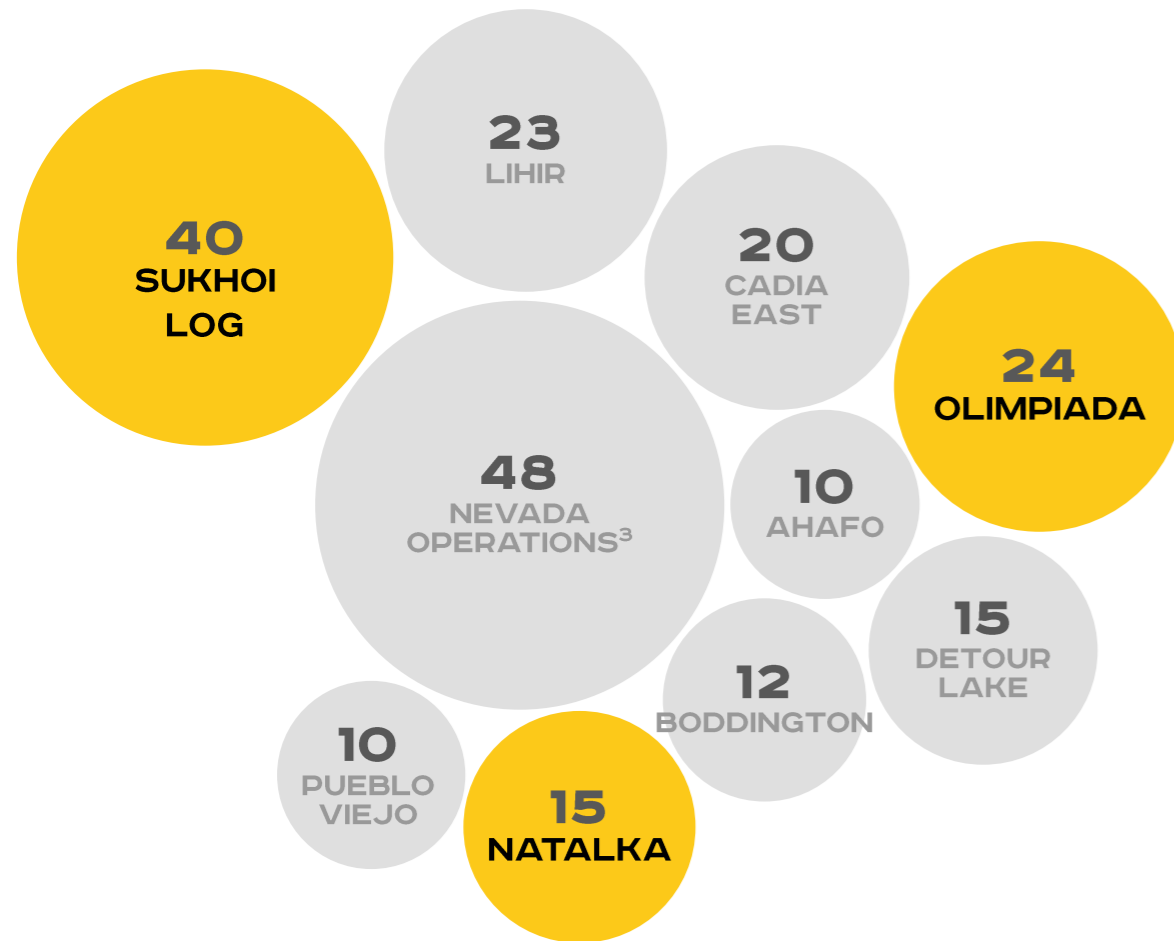 23
LIHIR
40
SUKHOI
LOG
20
CADIA
EAST
24
OLIMPIADA
48
NEVADA
OPERATIONS³
10
AHAFO
15
DETOUR
LAKE
12
BODDINGTON
10
PUEBLO
VIEJO
15
NATALKA